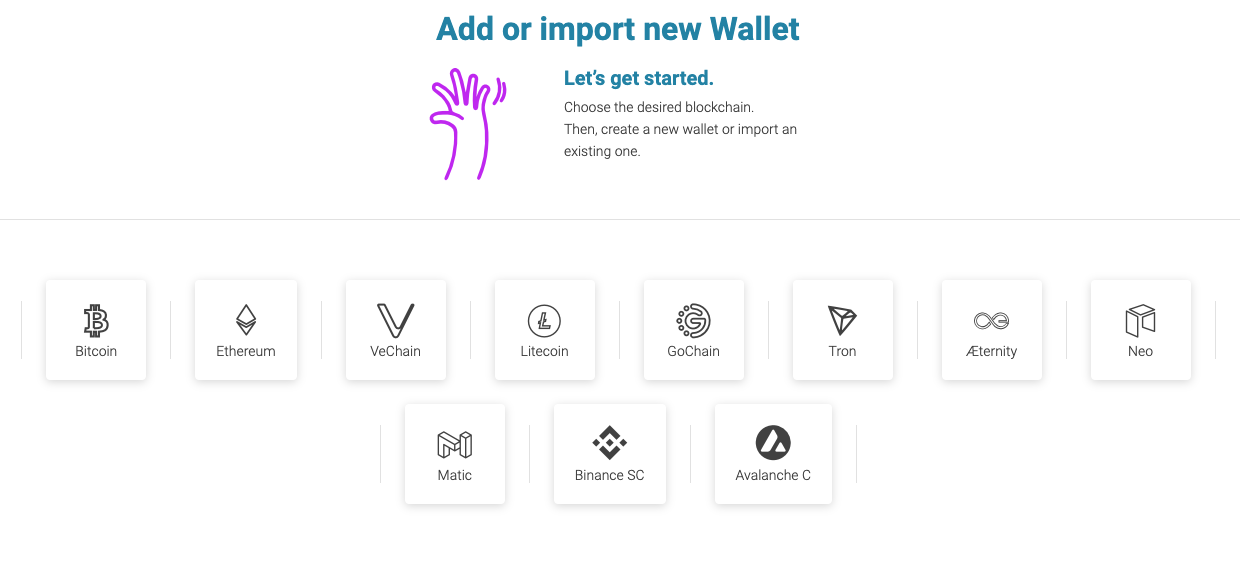 Add or import new Wallet
Let's get started.
Choose the desired blockchain.
Then, create a new wallet or import an
existing one.
Bitcoin
Ethereum
VeChain
Litecoin
GoChain
Tron
Æternity
Neo
Matic
Binance SC
Avalanche C